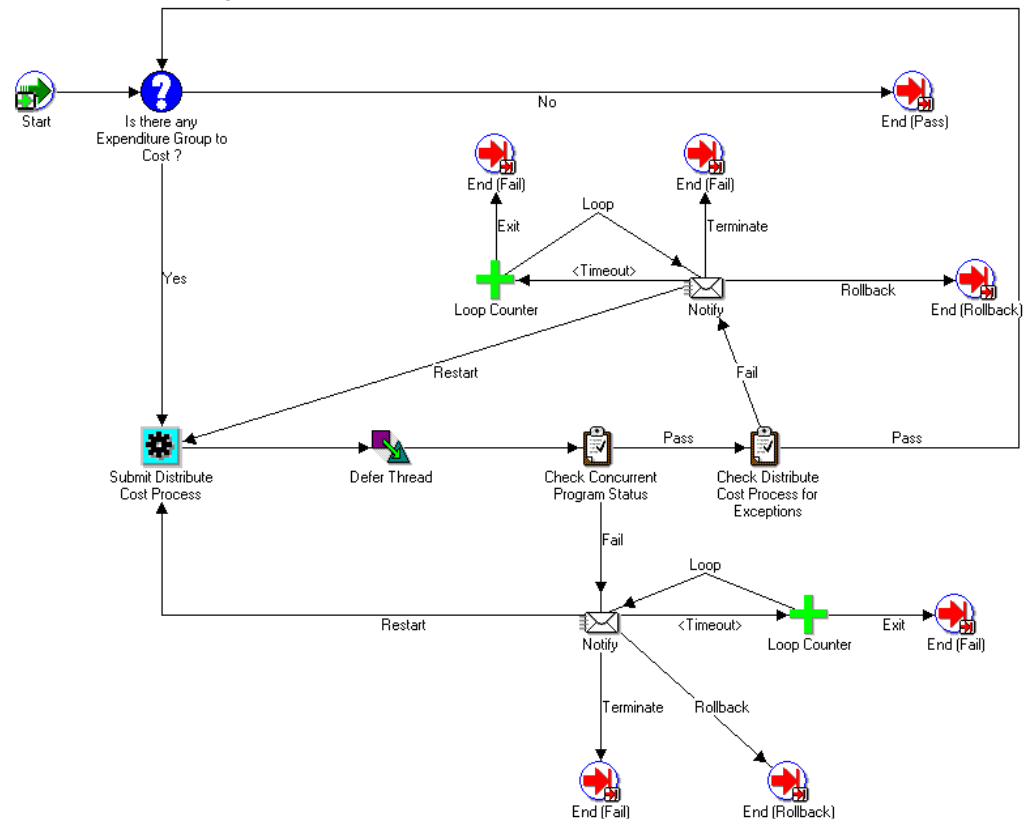 Start
Is there any
Expenditure Group to
Cost ?
No
End (Pass)
End (Fail)
End (Fail)
Loop
Exit
Terminate
Yes
<Timeout>
Loop Counter
Notify
Rollback
End (Rollback)
Restart
Fail
Submit Distribute
Cost Process
Defer Thread
Check Concurrent
Program Status
Pass
Check Distribute
Cost Process for
Exceptions
Pass
Fail
Loop
Restart
Notify
<Timeout>
Loop Counter
Exit
End (Fail)
Terminate
Rollback
End (Fail)
End (Rollback)